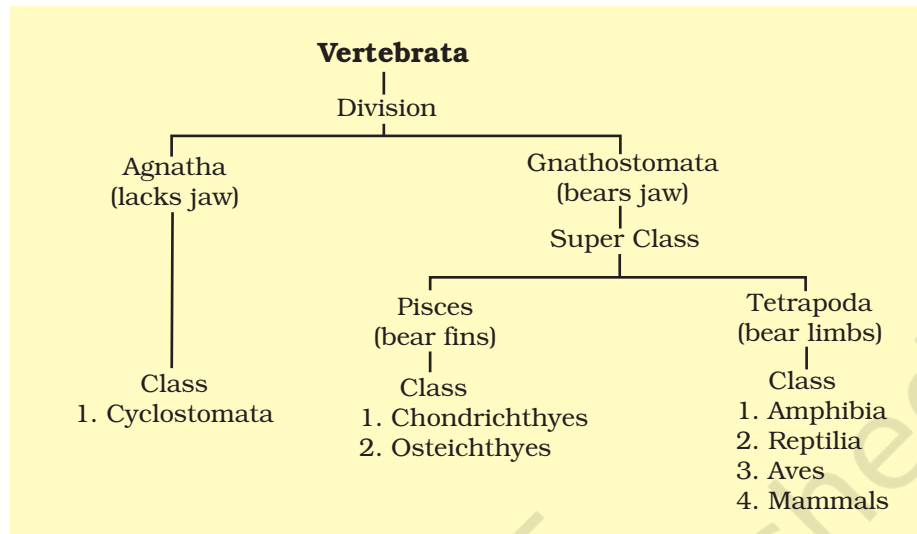 Vertebrata
Division
Agnatha
(lacks jaw)
Gnathostomata
(bears jaw)
Super Class
Pisces
(bear fins)
Tetrapoda
(bear limbs)
Class
1. Cyclostomata
Class
1. Chondrichthyes
2. Osteichthyes
Class
1. Amphibia
2. Reptilia
3. Aves
4. Mammals